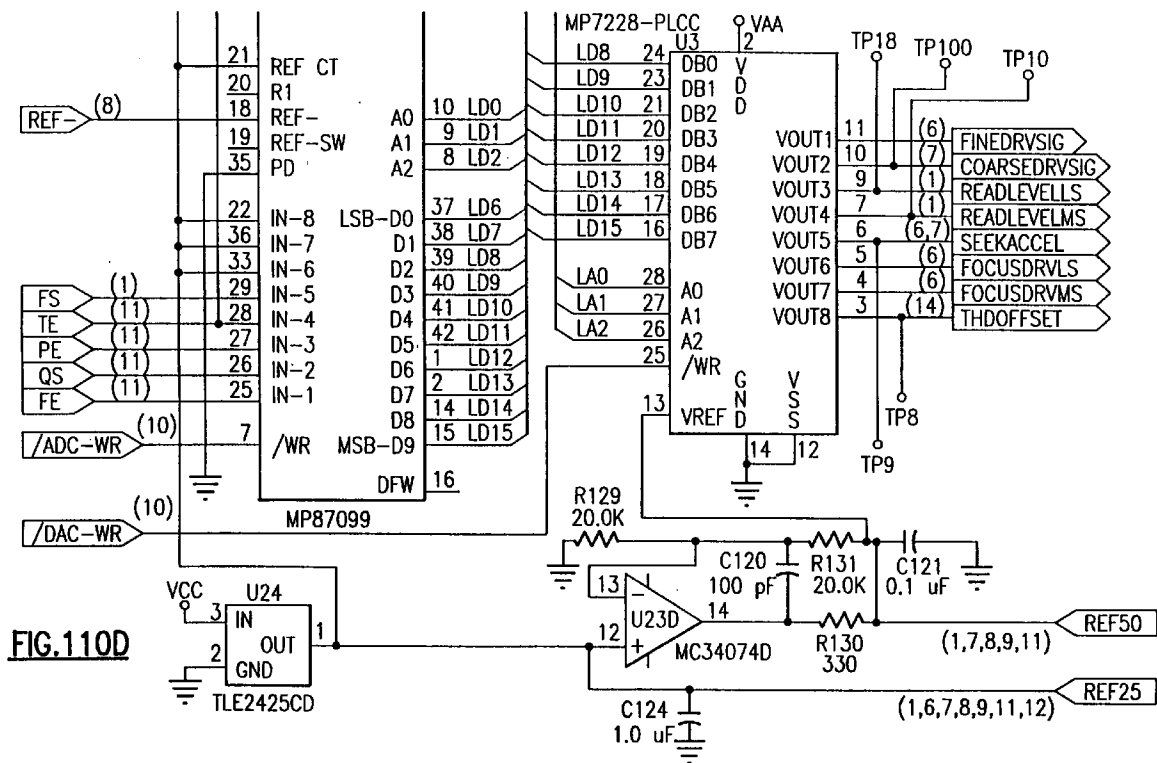 MP7228-PLCC
U3
VAA
2
V
D
D
TP18
TP100
TP10
21 REF CT
20 R1
REF- (8) 18 REF-
19 REF-SW
35 PD
22 IN-8
36 IN-7
33 IN-6
FS (1) 29 IN-5
TE (11) 28 IN-4
PE (11) 27 IN-3
QS (11) 26 IN-2
FE (11) 25 IN-1
/ADC-WR (10) 7 /WR
/DAC-WR (10)
A0 10 LD0
A1 9 LD1
A2 8 LD2
LSB-D0 37 LD6
D1 38 LD7
D2 39 LD8
D3 40 LD9
D4 41 LD10
D5 42 LD11
D6 1 LD12
D7 2 LD13
D8 14 LD14
MSB-D9 15 LD15
DFW 16
MP87099
LD8 24 DB0
LD9 23 DB1
LD10 21 DB2
LD11 20 DB3
LD12 19 DB4
LD13 18 DB5
LD14 17 DB6
LD15 16 DB7
LA0 28 A0
LA1 27 A1
LA2 26 A2
25 /WR
13 VREF
G
N
D
V
S
S
14
12
VOUT1 11 (6) FINEDRVSIG
VOUT2 10 (7) COARSEDRVSIG
VOUT3 9 (1) READLEVELLS
VOUT4 7 (1) READLEVELMS
VOUT5 6 (6,7) SEEKACCEL
VOUT6 5 (6) FOCUSDRVLS
VOUT7 4 (6) FOCUSDRVMS
VOUT8 3 (14) THDOFFSET
TP8
TP9
R129
20.0K
C120
100 pF
R131
20.0K
C121
0.1 uF
VCC
U24
3 IN
OUT 1
2 GND
TLE2425CD
13 -
U23D
14
12 +
MC34074D
R130
330
REF50
(1,7,8,9,11)
REF25
(1,6,7,8,9,11,12)
C124
1.0 uF
FIG.110D